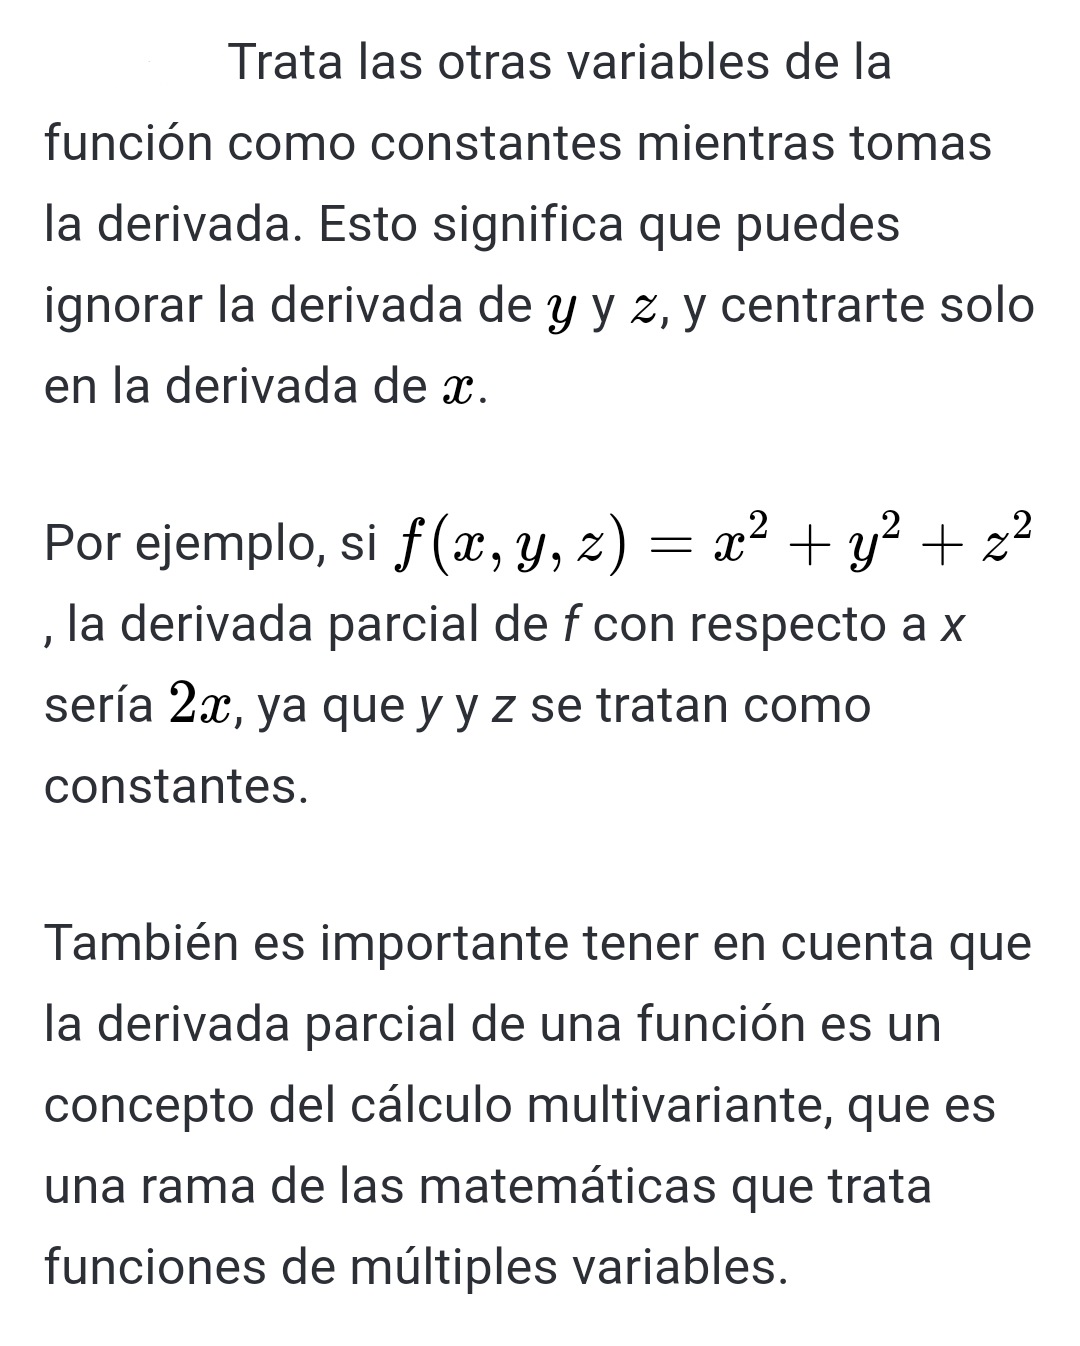 Trata las otras variables de la
función como constantes mientras tomas
la derivada. Esto significa que puedes
ignorar la derivada de y y z, y centrarte solo
en la derivada de x.
Por ejemplo, si f(x, y, z) = x² + y² + z²
, la derivada parcial de f con respecto a x
sería 2x, ya que y y z se tratan como
constantes.
También es importante tener en cuenta que
la derivada parcial de una función es un
concepto del cálculo multivariante, que es
una rama de las matemáticas que trata
funciones de múltiples variables.